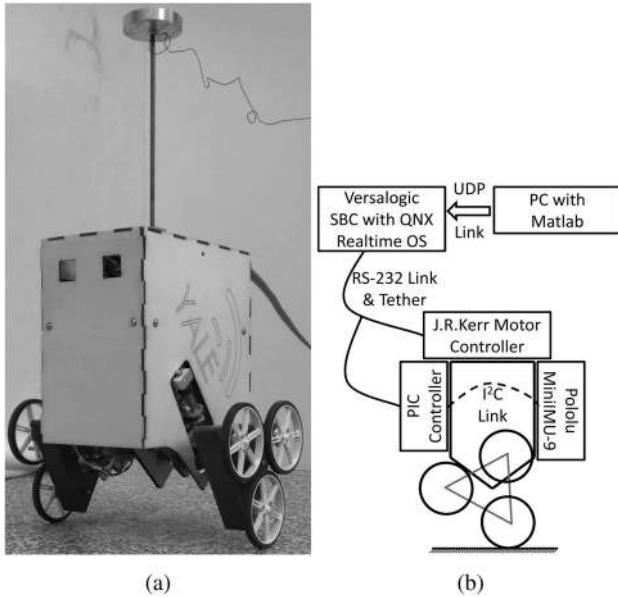 YALE
Versalogic
SBC with QNX
Realtime OS
UDP
Link
PC with
Matlab
RS-232 Link
& Tether
J.R.Kerr Motor
Controller
PIC
Controller
I²C
Link
Pololu
MiniIMU-9
(a)
(b)